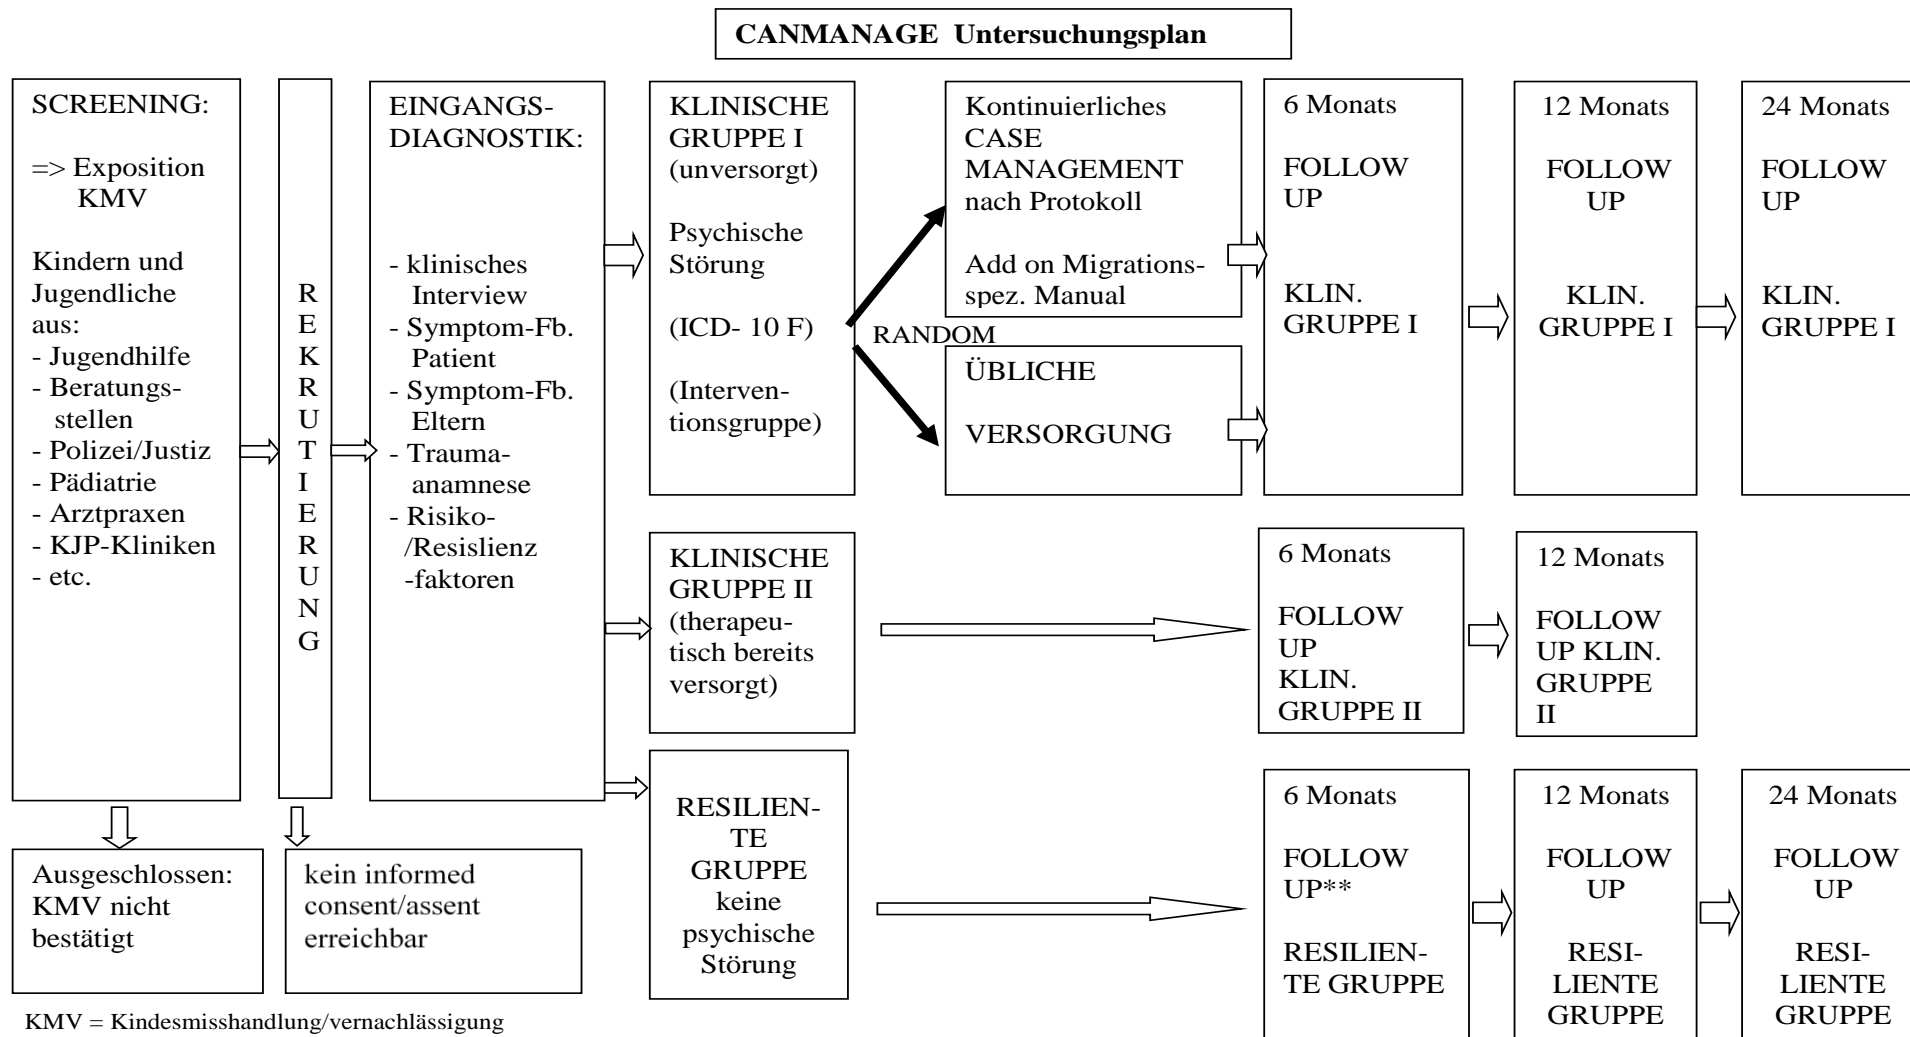 CANMANAGE Untersuchungsplan
SCREENING:
=> Exposition
KMV
Kindern und
Jugendliche
aus:
- Jugendhilfe
- Beratungs-
stellen
- Polizei/Justiz
- Pädiatrie
- Arztpraxen
- KJP-Kliniken
- etc.
R
E
K
R
U
T
I
E
R
U
N
G
EINGANGS-
DIAGNOSTIK:
- klinisches
Interview
- Symptom-Fb.
Patient
- Symptom-Fb.
Eltern
- Trauma-
anamnese
- Risiko-
/Resislienz
-faktoren
KLINISCHE
GRUPPE I
(unversorgt)
Psychische
Störung
(ICD- 10 F)
(Interven-
tionsgruppe)
RANDOM
Kontinuierliches
CASE
MANAGEMENT
nach Protokoll
Add on Migrations-
spez. Manual
ÜBLICHE
VERSORGUNG
6 Monats
FOLLOW
UP
KLIN.
GRUPPE I
12 Monats
FOLLOW
UP
KLIN.
GRUPPE I
24 Monats
FOLLOW
UP
KLIN.
GRUPPE I
KLINISCHE
GRUPPE II
(therapeu-
tisch bereits
versorgt)
6 Monats
FOLLOW
UP
KLIN.
GRUPPE II
12 Monats
FOLLOW
UP KLIN.
GRUPPE
II
RESILIEN-
TE
GRUPPE
keine
psychische
Störung
6 Monats
FOLLOW
UP**
RESILIEN-
TE GRUPPE
12 Monats
FOLLOW
UP
RESI-
LIENTE
GRUPPE
24 Monats
FOLLOW
UP
RESI-
LIENTE
GRUPPE
Ausgeschlossen:
KMV nicht
bestätigt
kein informed
consent/assent
erreichbar
KMV = Kindesmisshandlung/vernachlässigung